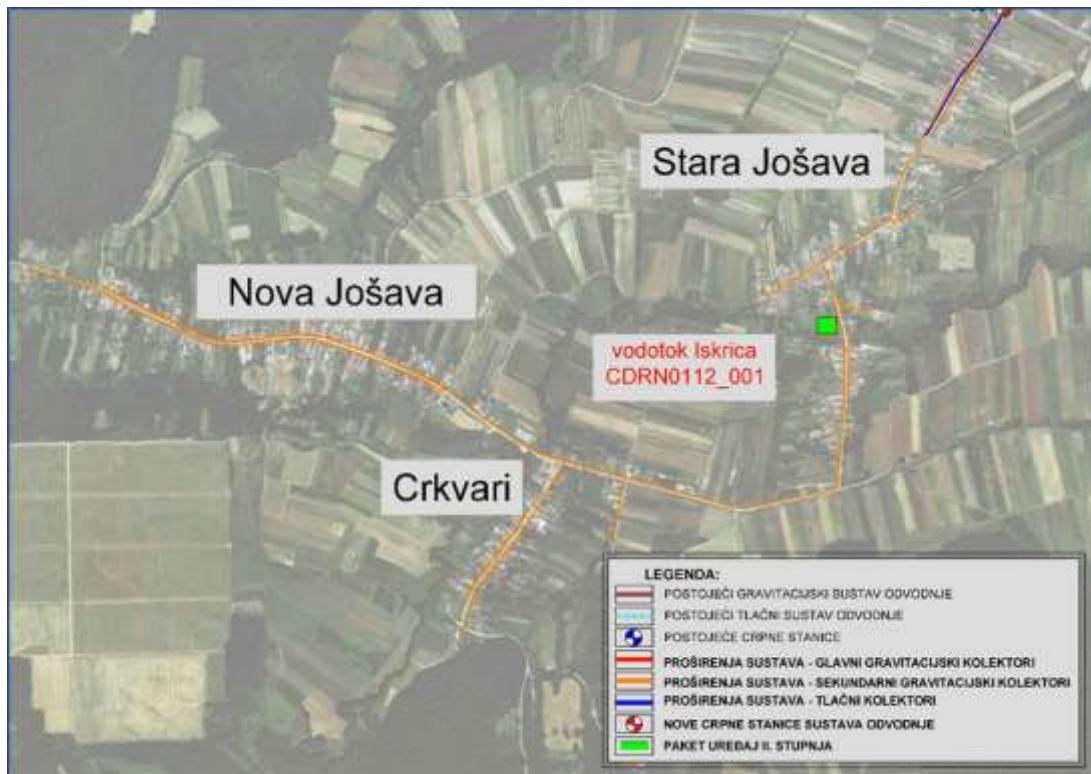 Stara Jošava
Nova Jošava
vodotok Iskrica
CDRN0112_001
Crkvari
LEGENDA:
POSTOJEĆI GRAVITACIJSKI SUSTAV ODVODNJE
POSTOJEĆI TLAČNI SUSTAV ODVODNJE
POSTOJEĆE CRPNE STANICE
PROŠIRENJA SUSTAVA - GLAVNI GRAVITACIJSKI KOLEKTORI
PROŠIRENJA SUSTAVA - SEKUNDARNI GRAVITACIJSKI KOLEKTORI
PROŠIRENJA SUSTAVA - TLAČNI KOLEKTORI
NOVE CRPNE STANICE SUSTAVA ODVODNJE
PAKET UREĐAJ II. STUPNJA